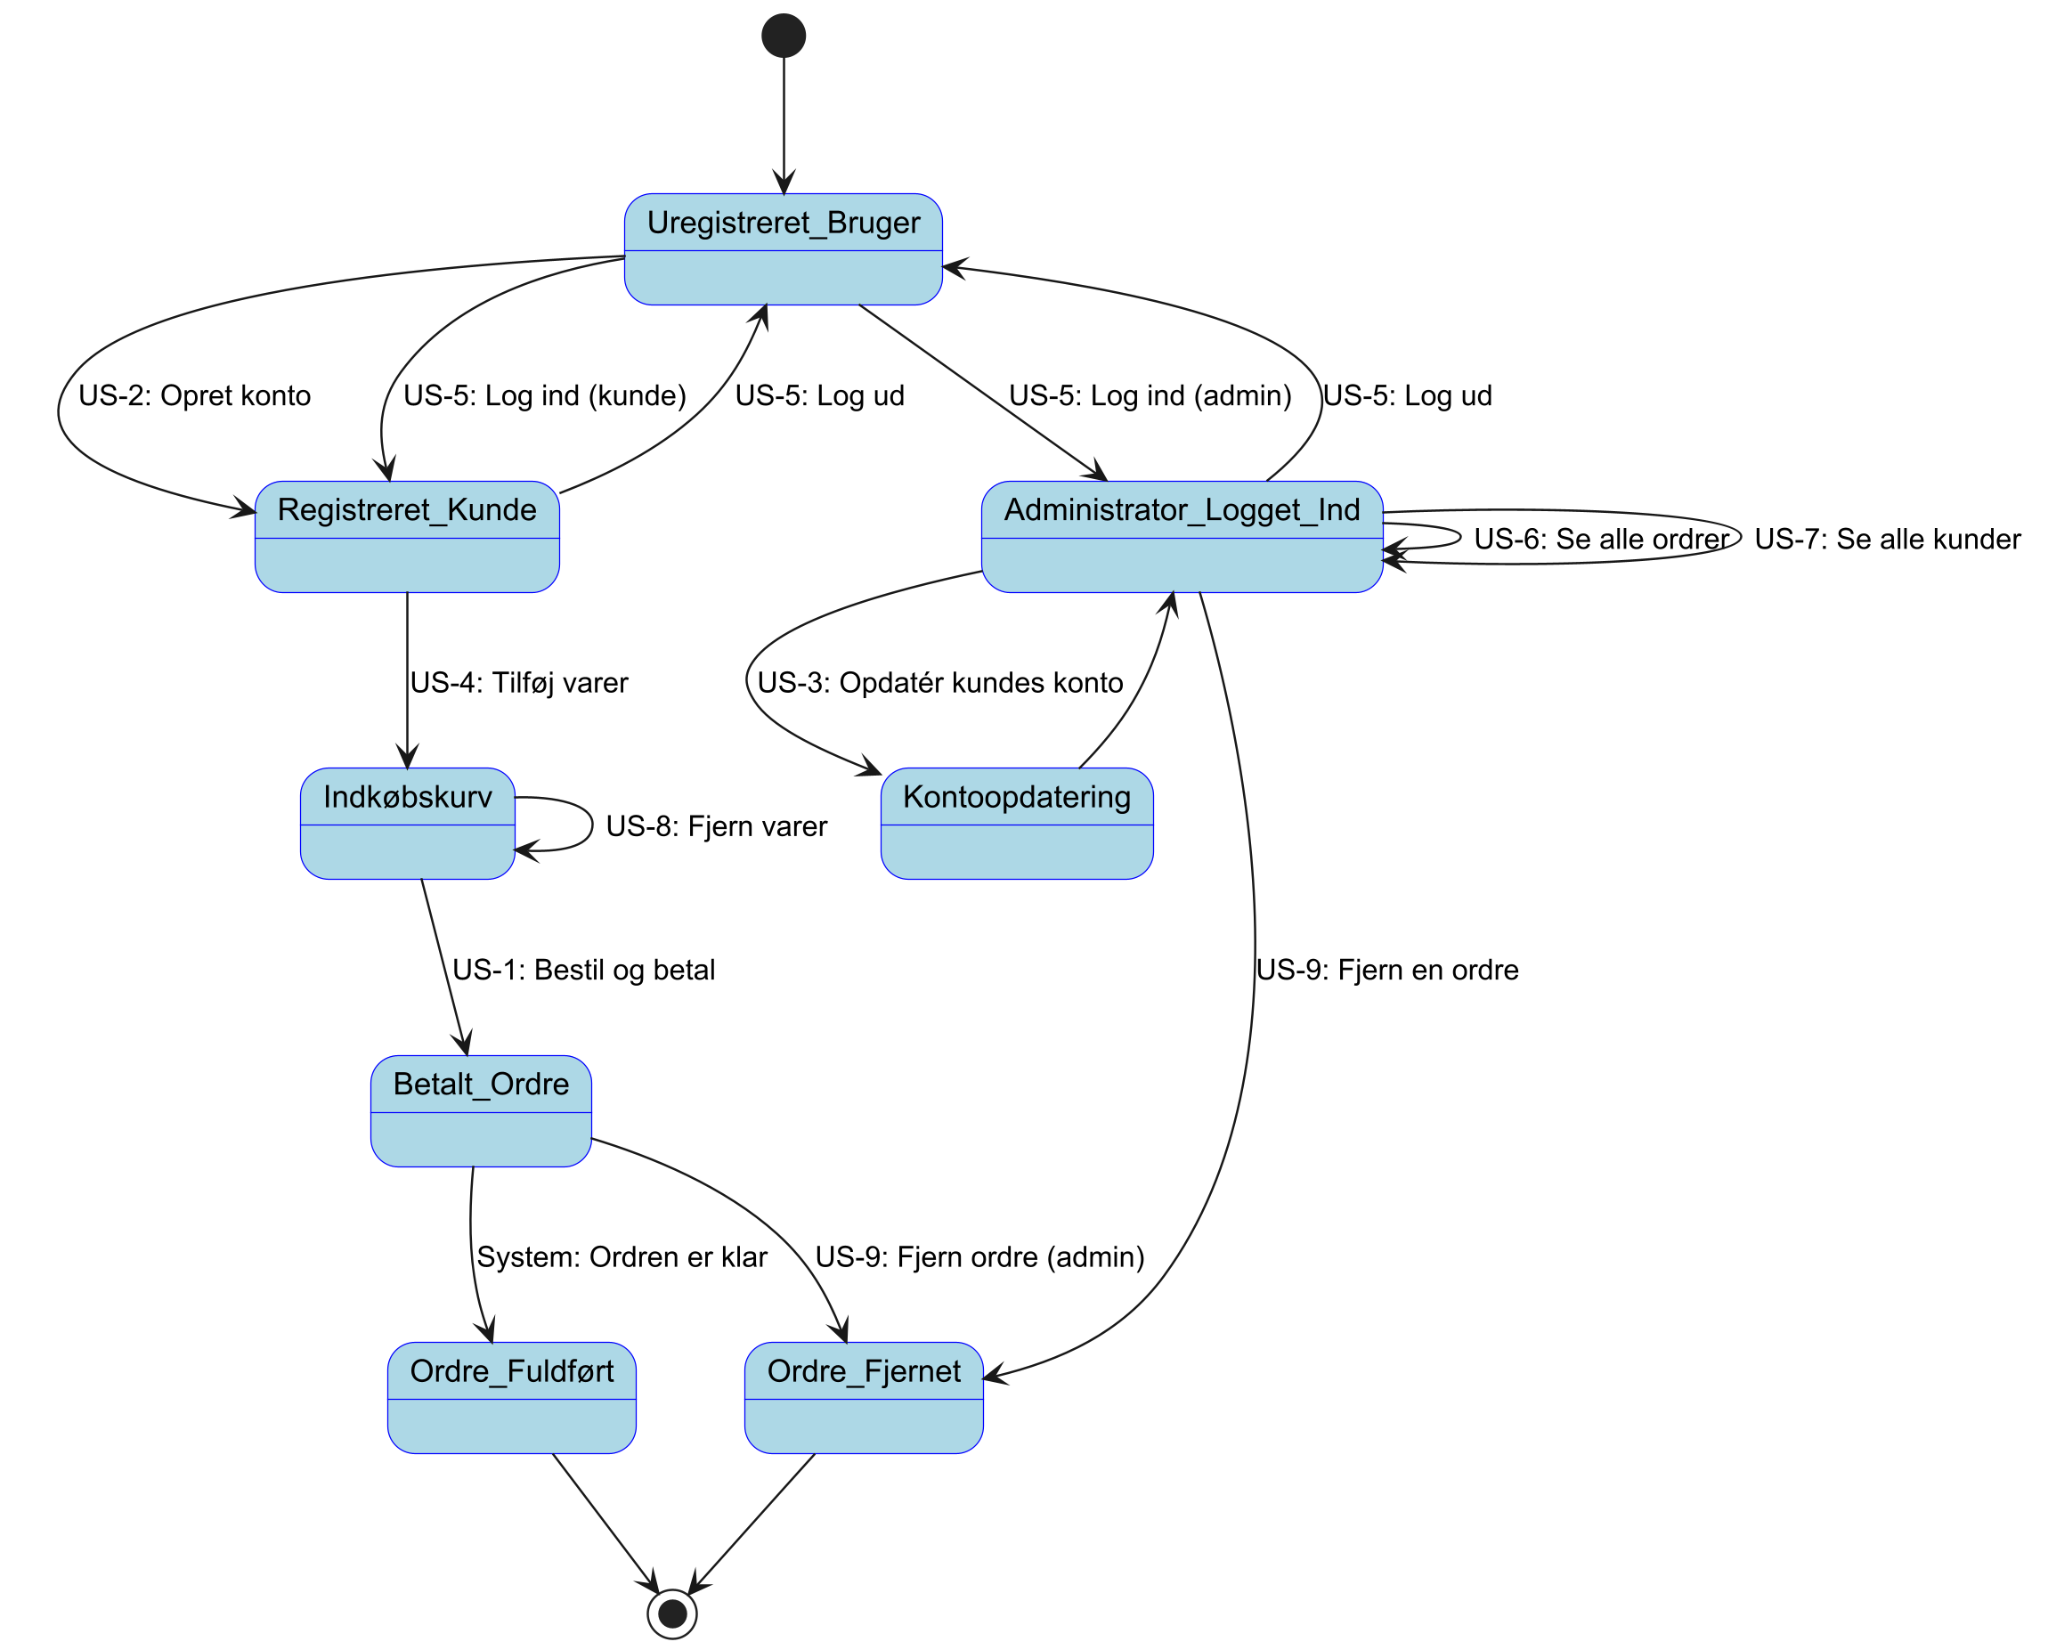 Uregistreret_Bruger
US-2: Opret konto
US-5: Log ind (kunde)
US-5: Log ud
US-5: Log ind (admin)
US-5: Log ud
Registreret_Kunde
Administrator_Logget_Ind
US-6: Se alle ordrer
US-7: Se alle kunder
US-4: Tilføj varer
US-3: Opdatér kundes konto
Indkøbskurv
US-8: Fjern varer
Kontoopdatering
US-1: Bestil og betal
US-9: Fjern en ordre
Betalt_Ordre
System: Ordren er klar
US-9: Fjern ordre (admin)
Ordre_Fuldført
Ordre_Fjernet